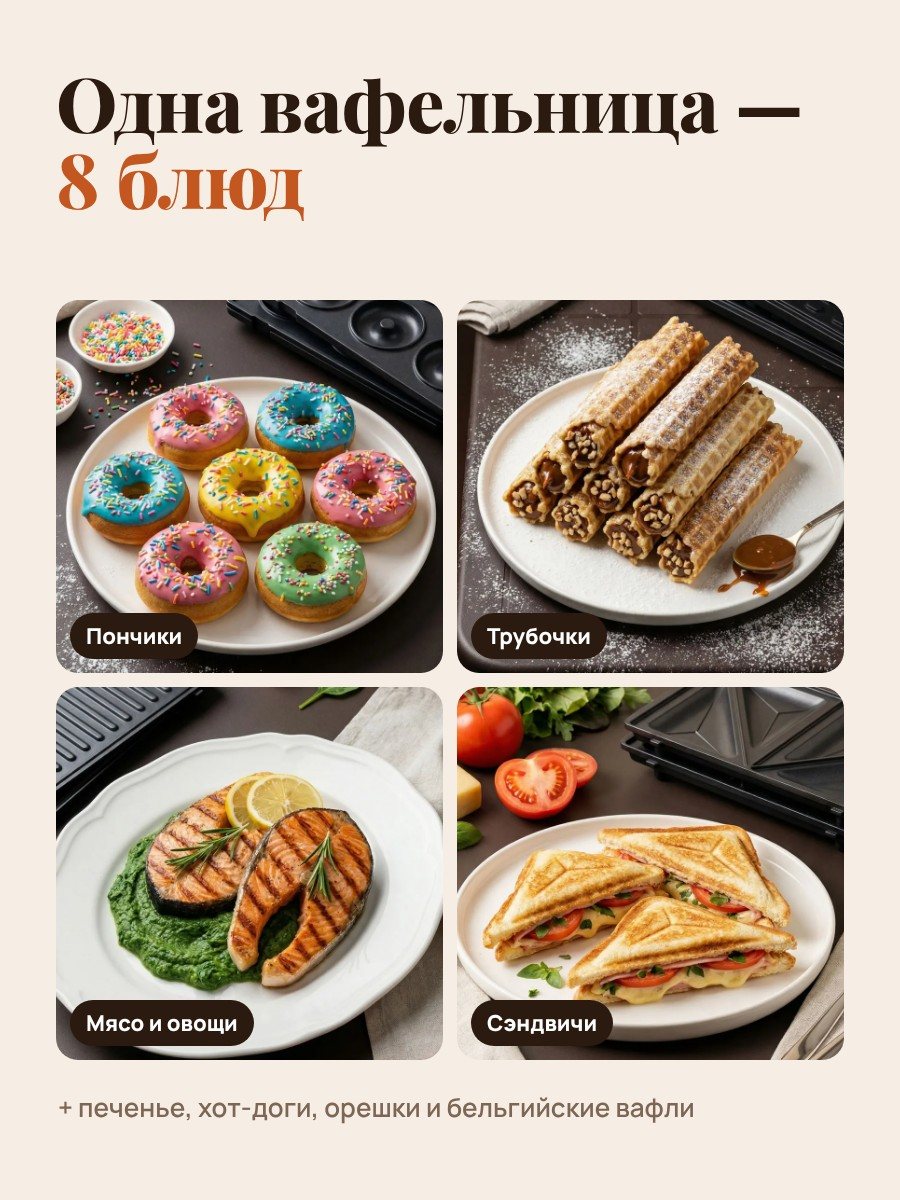 Одна вафельница —
8 блюд
Пончики
Трубочки
Мясо и овощи
Сэндвичи
+ печенье, хот-доги, орешки и бельгийские вафли